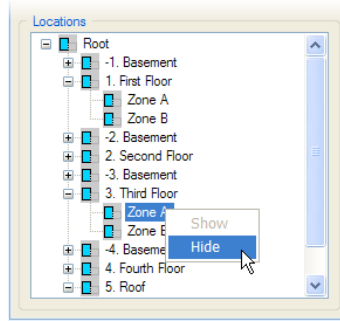 Locations
Root
-1. Basement
1. First Floor
Zone A
Zone B
-2. Basement
2. Second Floor
-3. Basement
3. Third Floor
Zone A
Show
Zone B
Hide
-4. Baseme
4. Fourth Floor
5. Roof